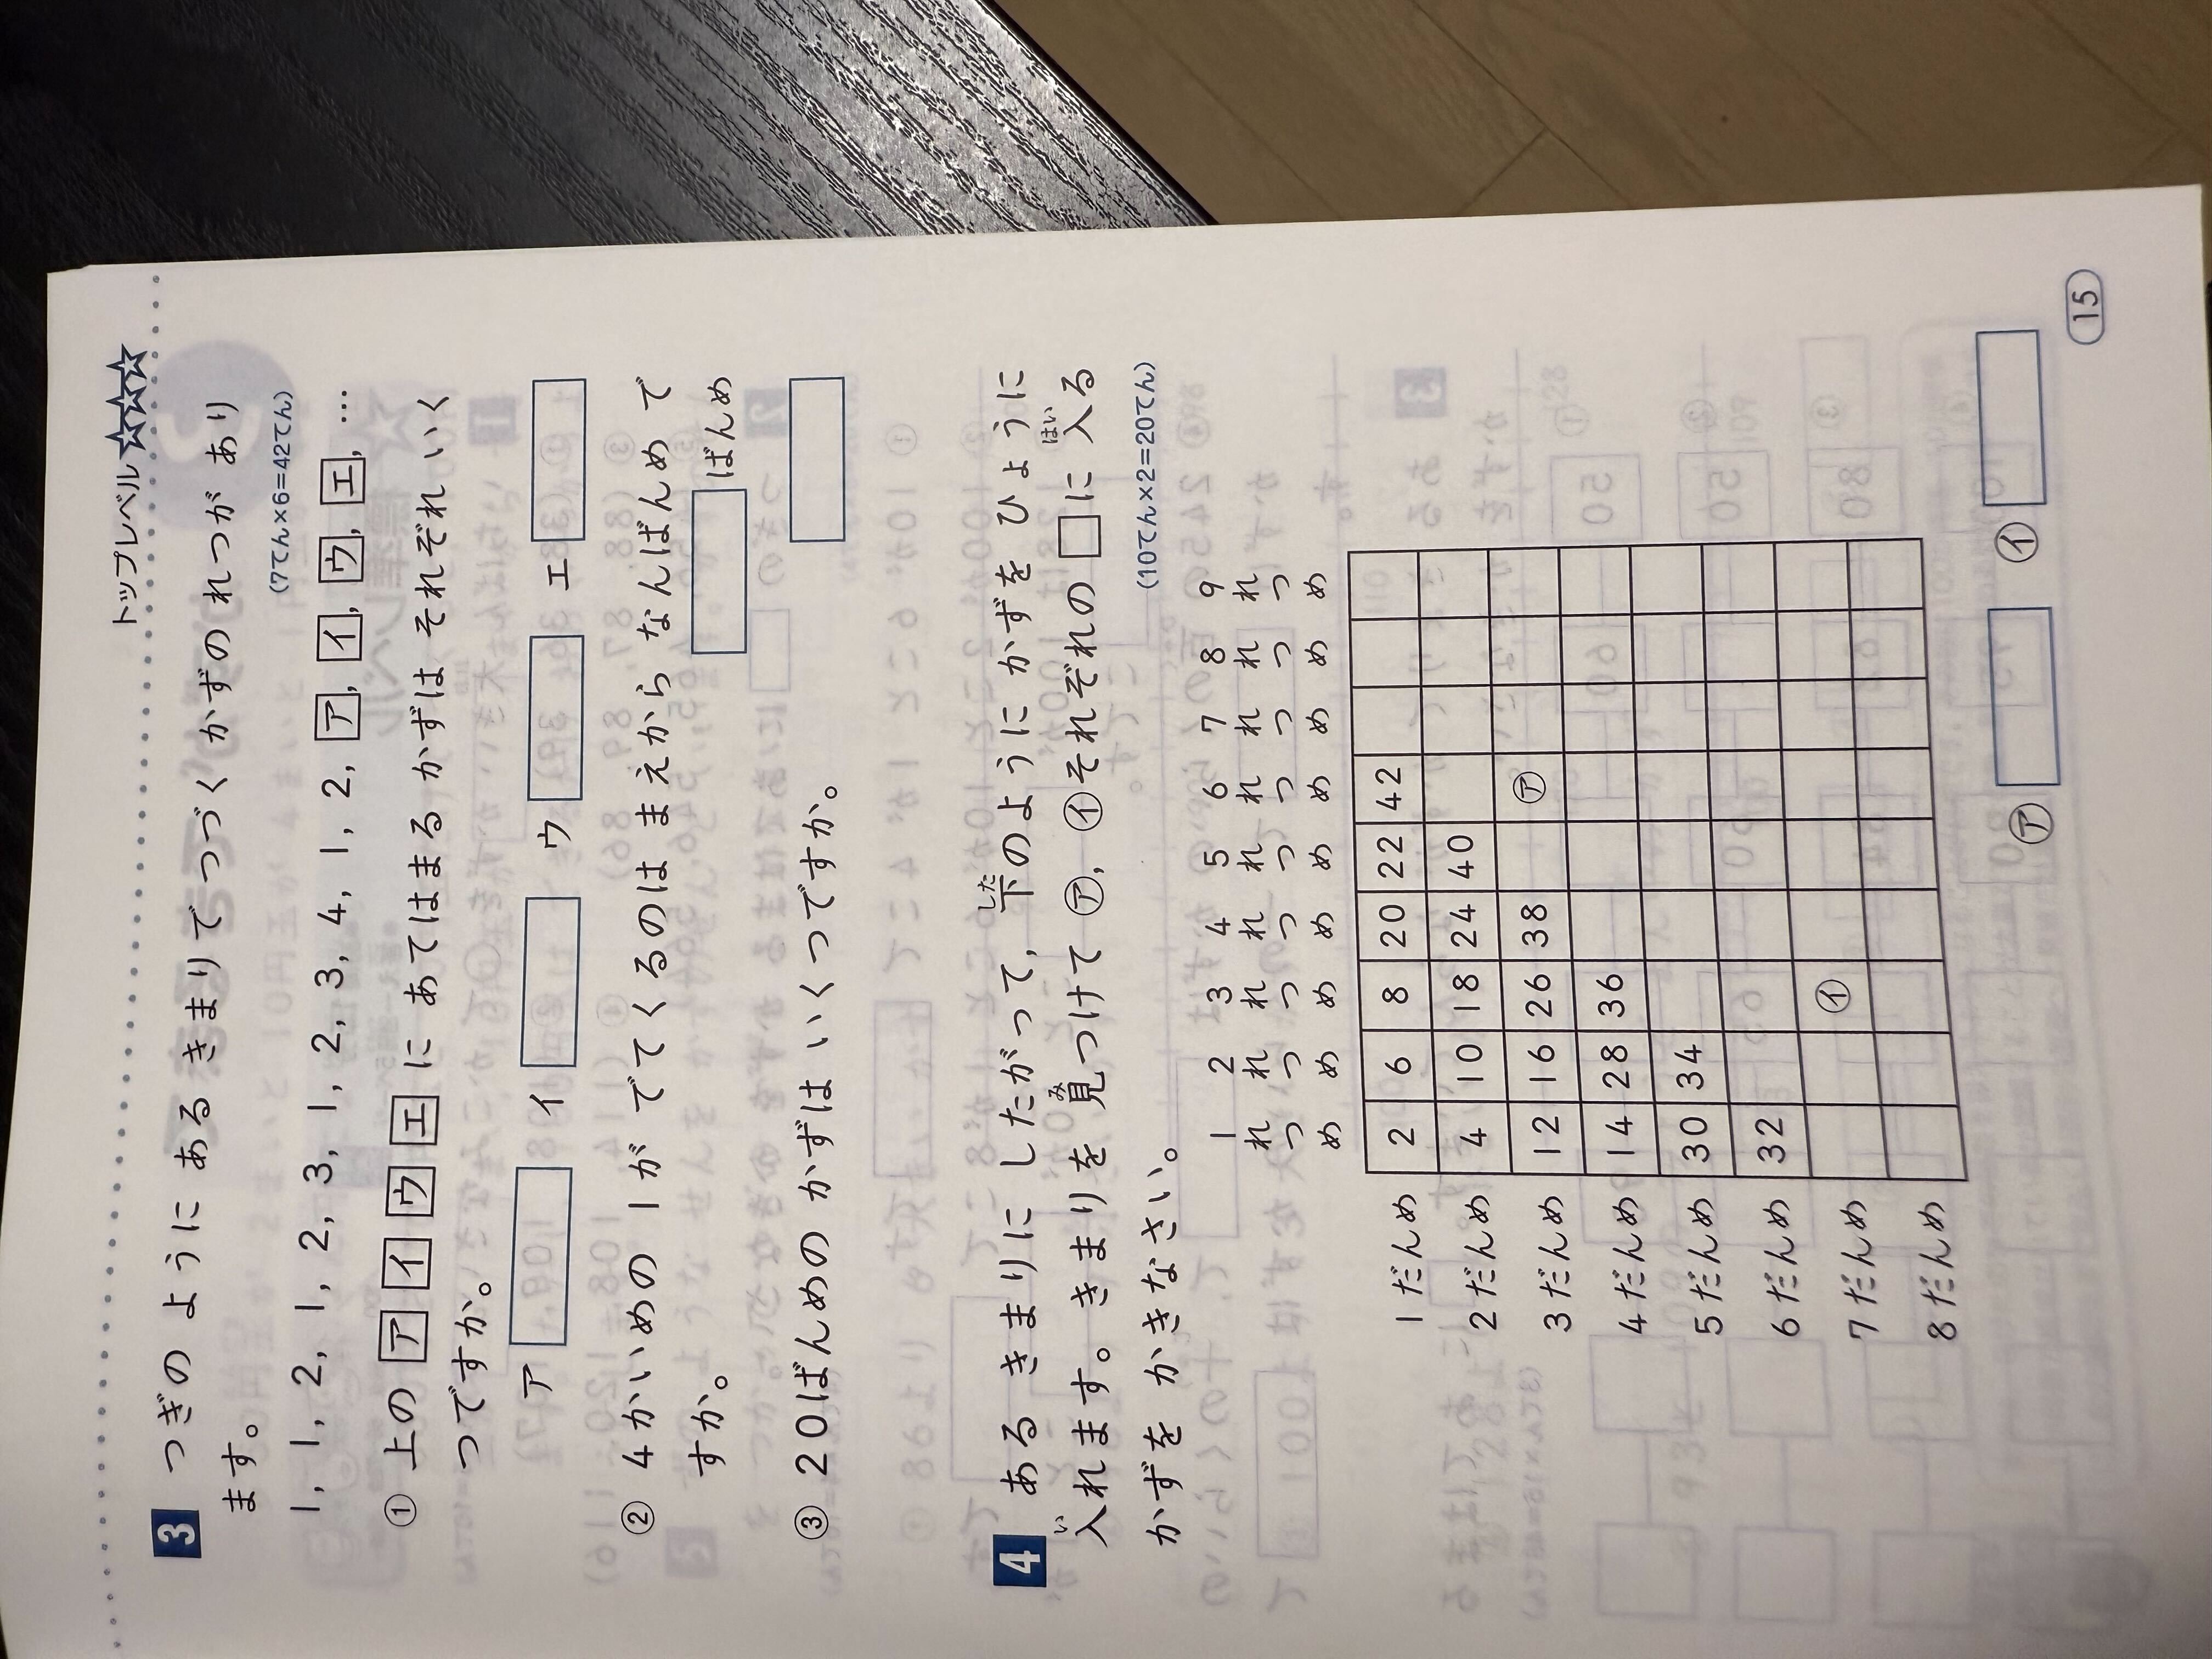 トップレベル☆☆☆
3 つぎの ように ある きまりで つづく かずの れつが あり
ます。
(7てん×6=42てん)
1, 1, 2, 1, 2, 3, 1, 2, 3, 4, 1, 2, ア, イ, ウ, エ, …
① 上の ア イ ウ エ に あてはまる かずは それぞれ いく
つですか。
ア イ ウ エ
② 4かいめの 1が でてくるのは まえから なんばんめ で
すか。
ばんめ
③ 20ばんめの かずは いくつですか。
4 ある きまりに したがって, 下のように かずを ひょうに
した
入れます。きまりを 見つけて ㋐, ㋑それぞれの □に 入る
い み はい
かずを かきなさい。
(10てん×2=20てん)
1れつめ 2れつめ 3れつめ 4れつめ 5れつめ 6れつめ 7れつめ 8れつめ 9れつめ
1だんめ 2 6 8 20 22 42
2だんめ 4 10 18 24 40
3だんめ 12 16 26 38 ㋐
4だんめ 14 28 36
5だんめ 30 34
6だんめ 32
7だんめ ㋑
8だんめ
㋐ ㋑
15